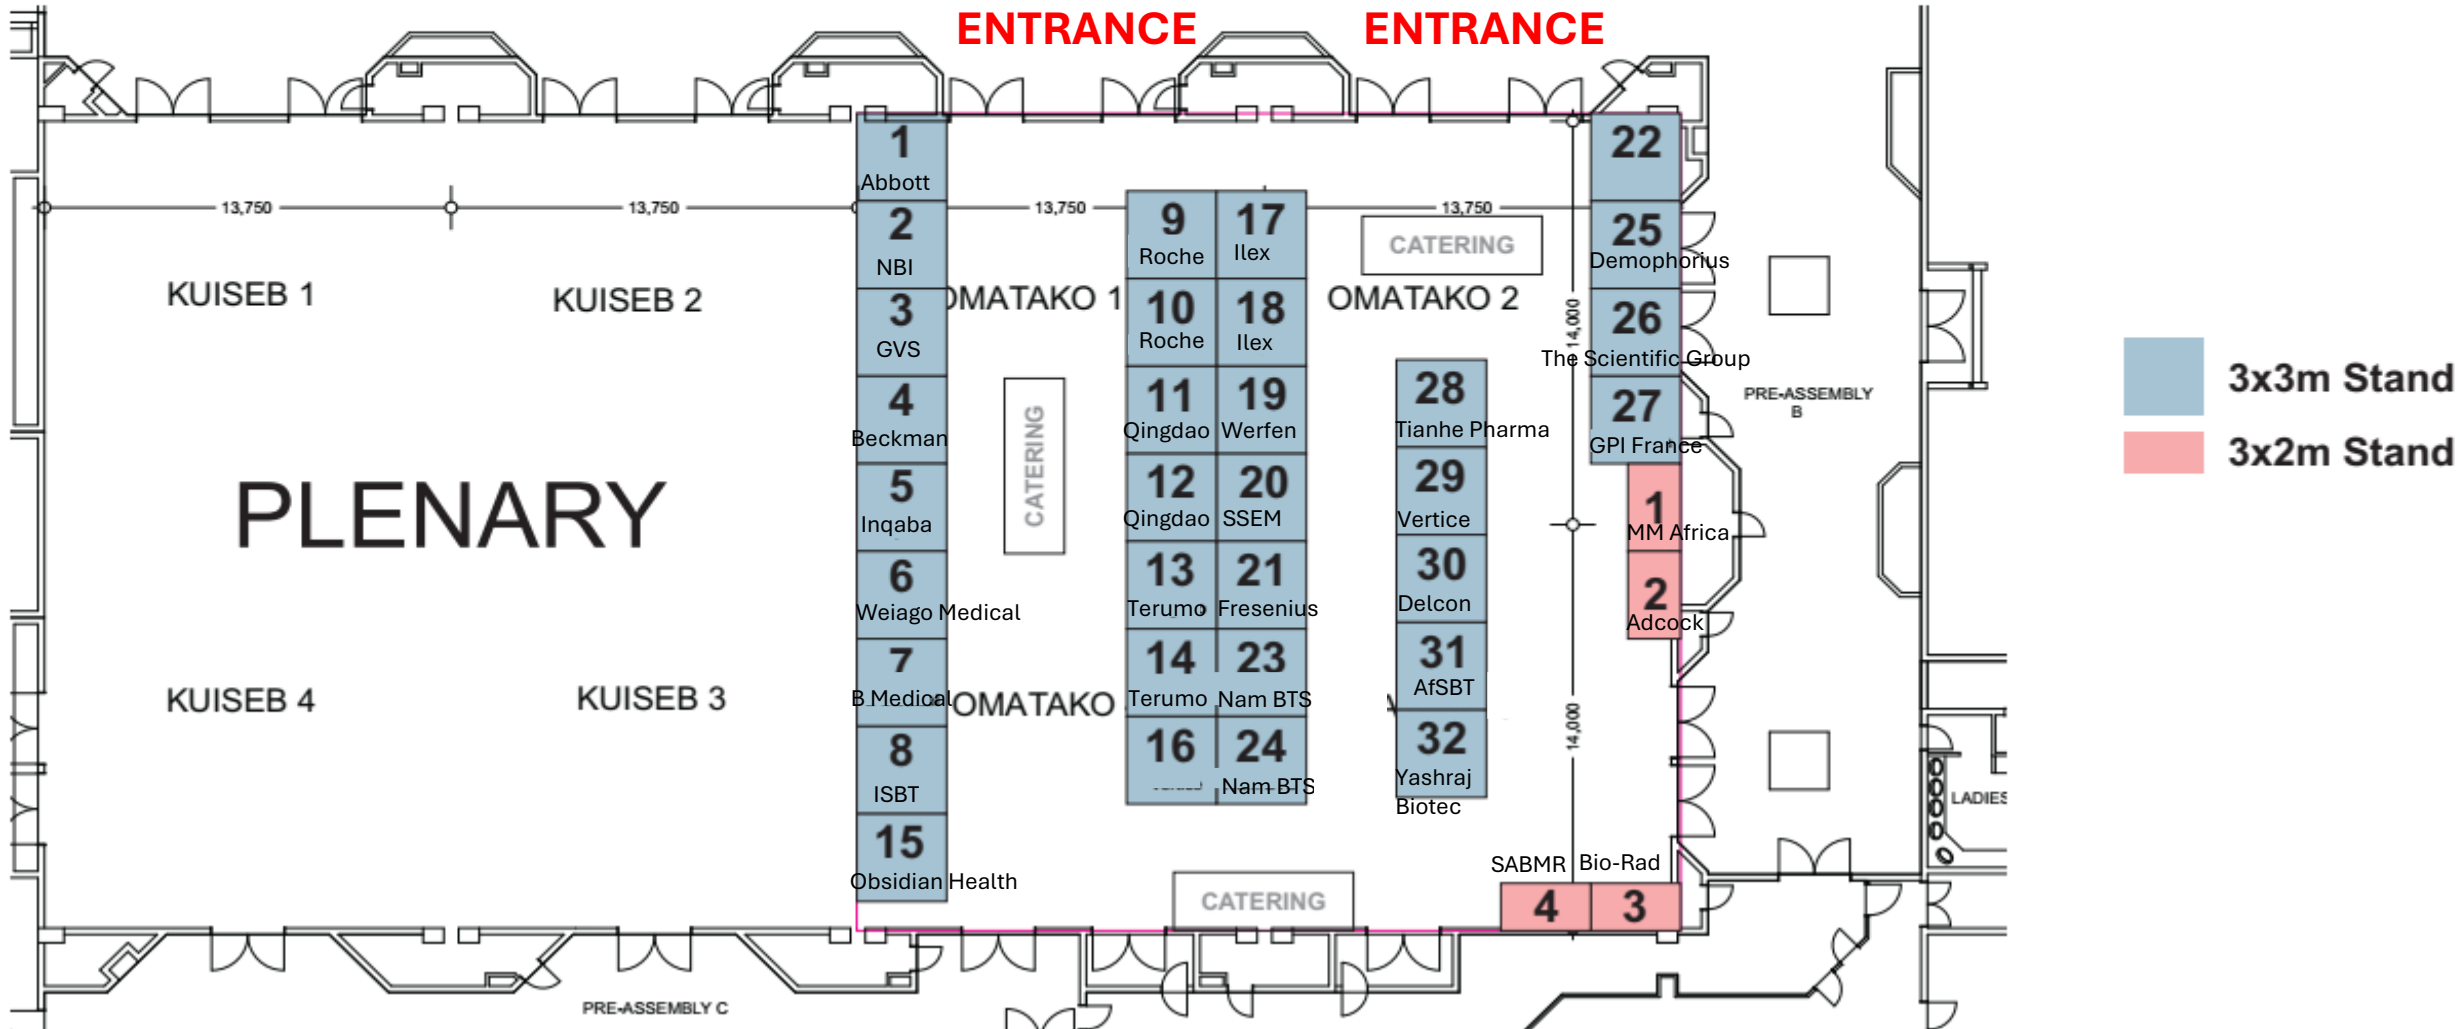 ENTRANCE
ENTRANCE
1
Abbott
22
13,750
13,750
2
NBI
13,750
9
Roche
17
Ilex
13,750
CATERING
25
Demophorius
KUISEB 1
KUISEB 2
3
GVS
OMATAKO 1
10
Roche
18
Ilex
OMATAKO 2
14,000
26
The Scientific Group
4
Beckman
CATERING
11
Qingdao
19
Werfen
28
Tianhe Pharma
27
GPI France
PRE-ASSEMBLY
B
3x3m Stand
3x2m Stand
PLENARY
5
Inqaba
12
Qingdao
20
SSEM
29
Vertice
1
MM Africa
6
Weiago Medical
13
Terumo
21
Fresenius
30
Delcon
2
Adcock
KUISEB 4
KUISEB 3
7
B Medical
OMATAKO
14
Terumo
23
Nam BTS
31
AfSBT
14,000
8
ISBT
16
24
Nam BTS
32
Yashraj
Biotec
LADIES
15
Obsidian Health
CATERING
SABMR
Bio-Rad
4
3
PRE-ASSEMBLY C